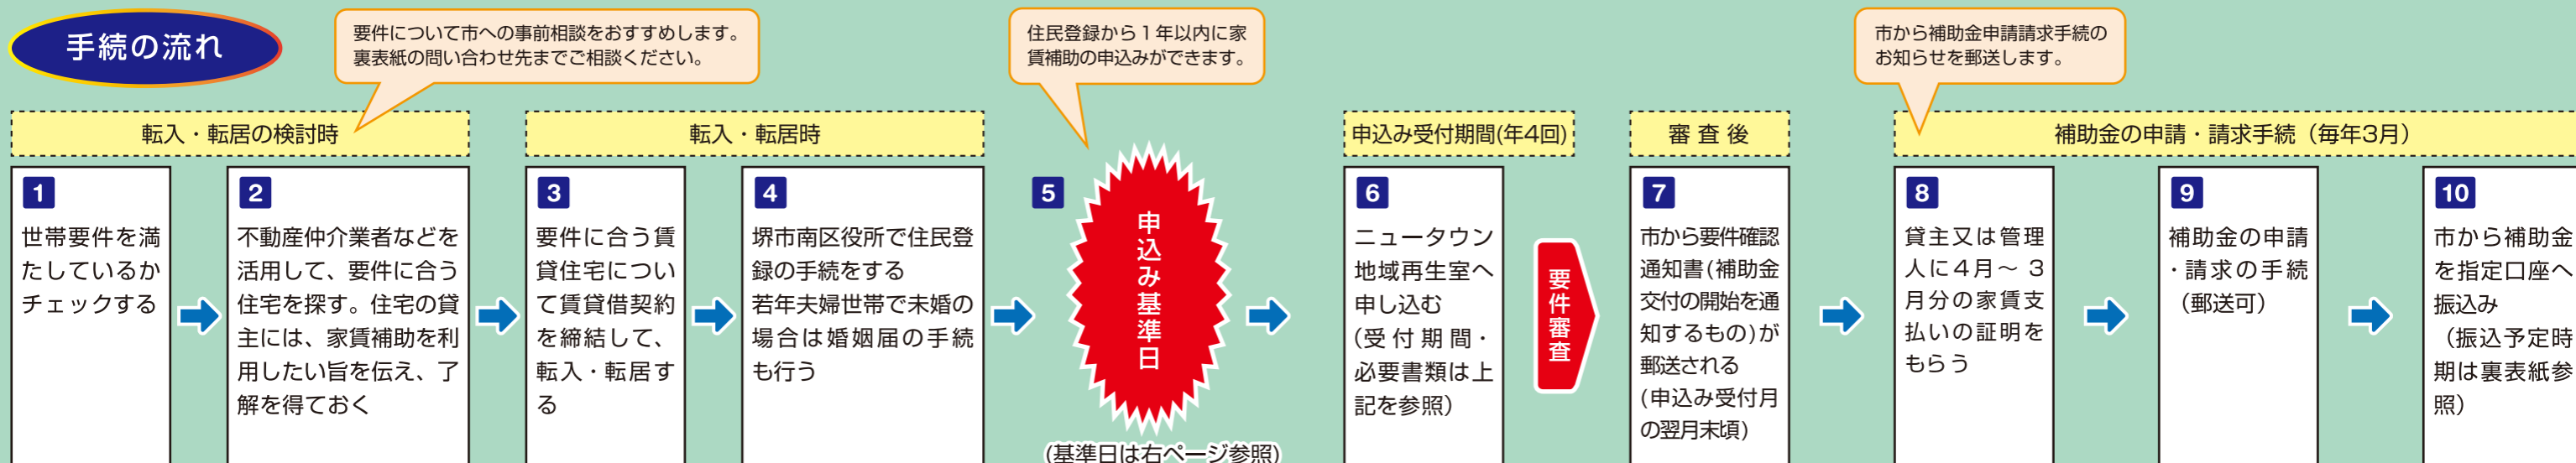 手続の流れ
要件について市への事前相談をおすすめします。
裏表紙の問い合わせ先までご相談ください。
住民登録から1年以内に家
賃補助の申込みができます。
市から補助金申請請求手続の
お知らせを郵送します。
転入・転居の検討時
転入・転居時
申込み受付期間(年4回)
審査後
補助金の申請・請求手続(毎年3月)
1
世帯要件を満
たしているか
チェックする
2
不動産仲介業者などを
活用して、要件に合う
住宅を探す。住宅の貸
主には、家賃補助を利
用したい旨を伝え、了
解を得ておく
3
要件に合う賃
貸住宅につい
て賃貸借契約
を締結して、
転入・転居す
る
4
堺市南区役所で住民登
録の手続をする
若年夫婦世帯で未婚の
場合は婚姻届の手続
も行う
5
申込み基準日
(基準日は右ページ参照)
6
ニュータウン
地域再生室へ
申し込む
(受付期間・
必要書類は上
記を参照)
要件審査
7
市から要件確認
通知書(補助金
交付の開始を通
知するもの)が
郵送される
(申込み受付月
の翌月末頃)
8
貸主又は管理
人に4月～3
月分の家賃支
払いの証明を
もらう
9
補助金の申請
・請求の手続
(郵送可)
10
市から補助金
を指定口座へ
振込み
(振込予定時
期は裏表紙参
照)